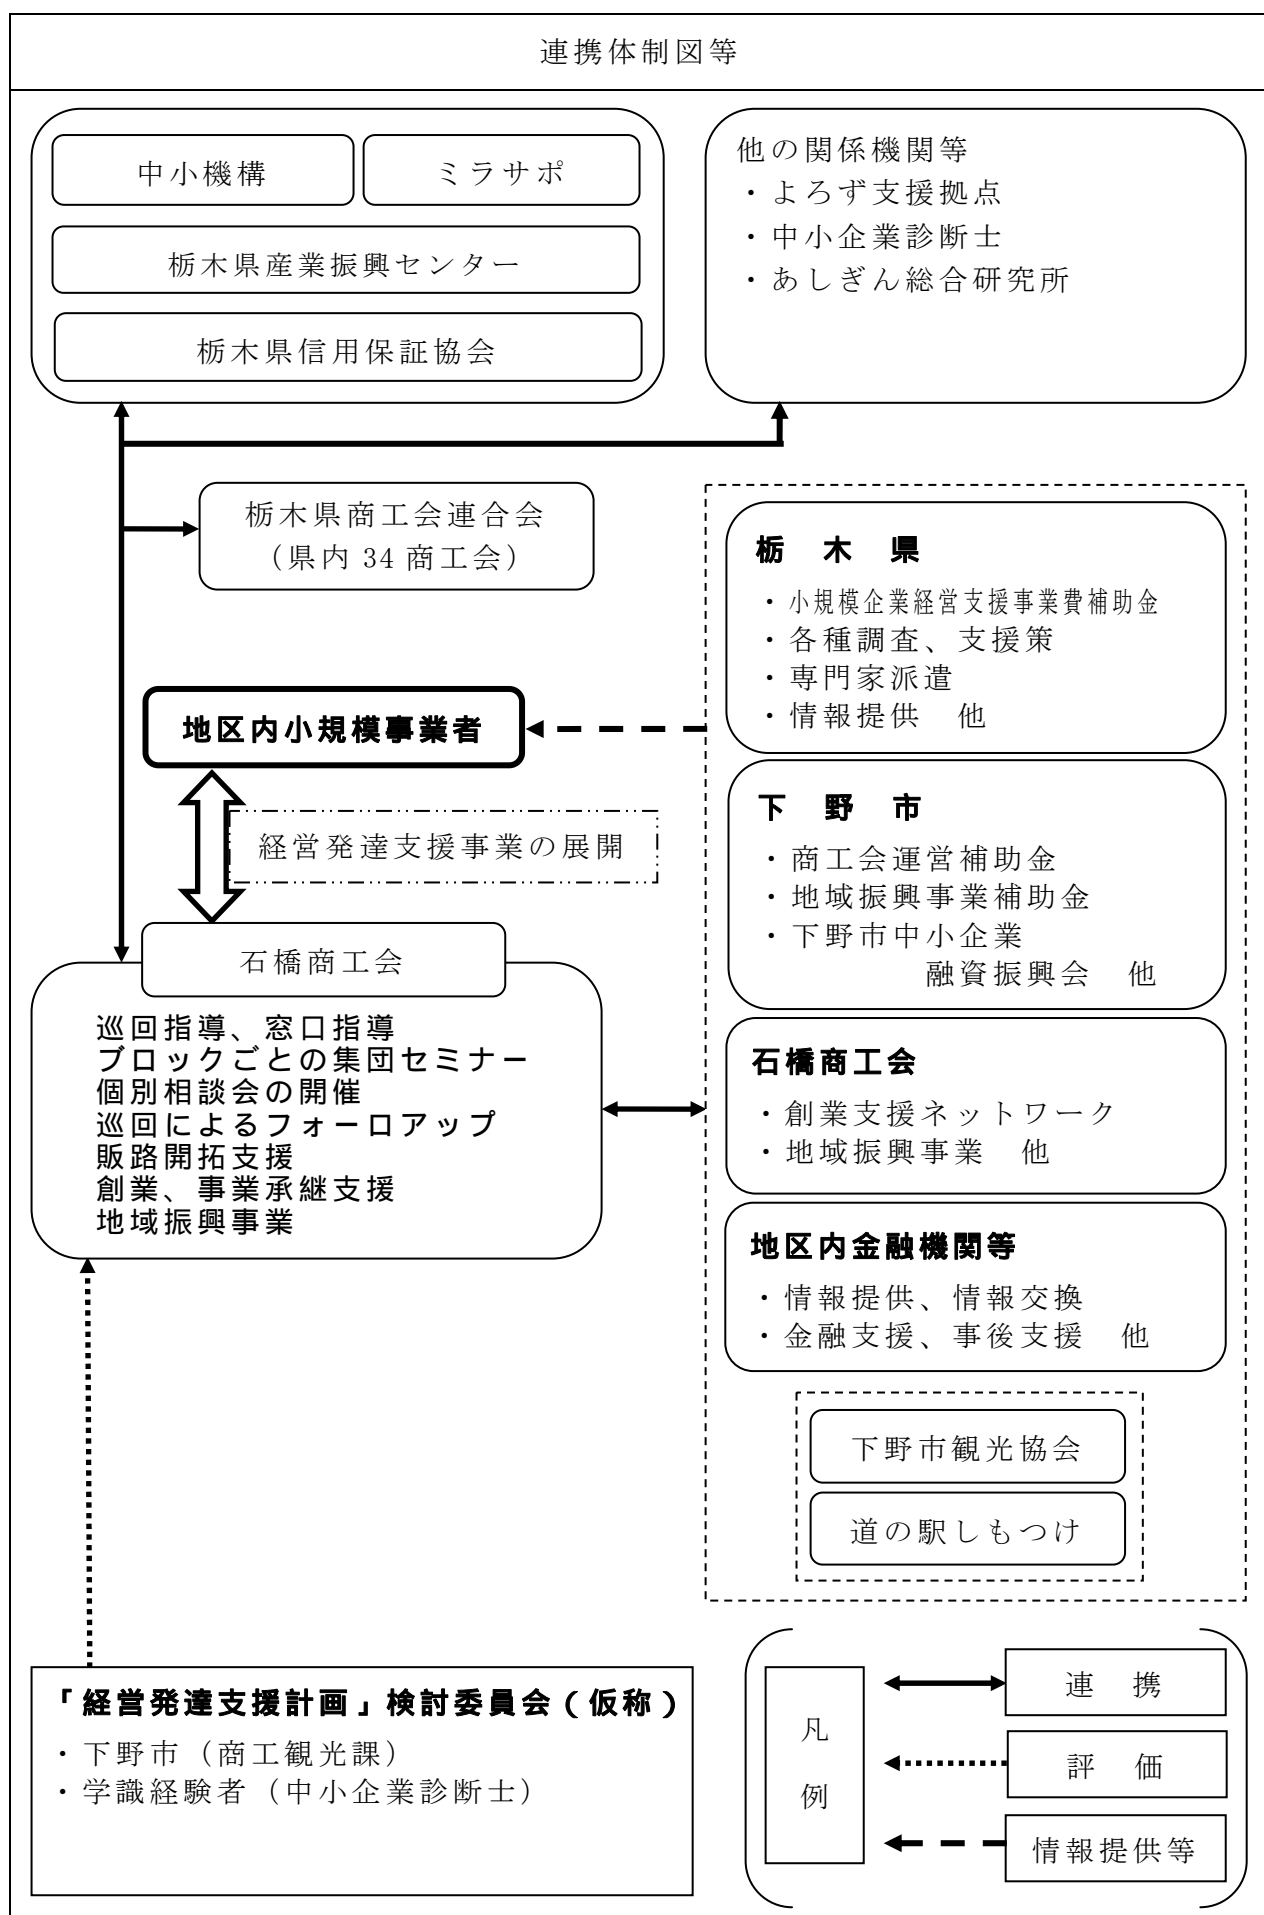 連携体制図等
中小機構
ミラサポ
栃木県産業振興センター
栃木県信用保証協会
他の関係機関等
・よろず支援拠点
・中小企業診断士
・あしぎん総合研究所
栃木県商工会連合会
（県内 34 商工会）
栃　木　県
・小規模企業経営支援事業費補助金
・各種調査、支援策
・専門家派遣
・情報提供　他
地区内小規模事業者
経営発達支援事業の展開
下　野　市
・商工会運営補助金
・地域振興事業補助金
・下野市中小企業
融資振興会　他
石橋商工会
巡回指導、窓口指導
ブロックごとの集団セミナー
個別相談会の開催
巡回によるフォーロアップ
販路開拓支援
創業、事業承継支援
地域振興事業
石橋商工会
・創業支援ネットワーク
・地域振興事業　他
地区内金融機関等
・情報提供、情報交換
・金融支援、事後支援　他
下野市観光協会
道の駅しもつけ
「経営発達支援計画」検討委員会（仮称）
・下野市（商工観光課）
・学識経験者（中小企業診断士）
凡例
連　携
評　価
情報提供等